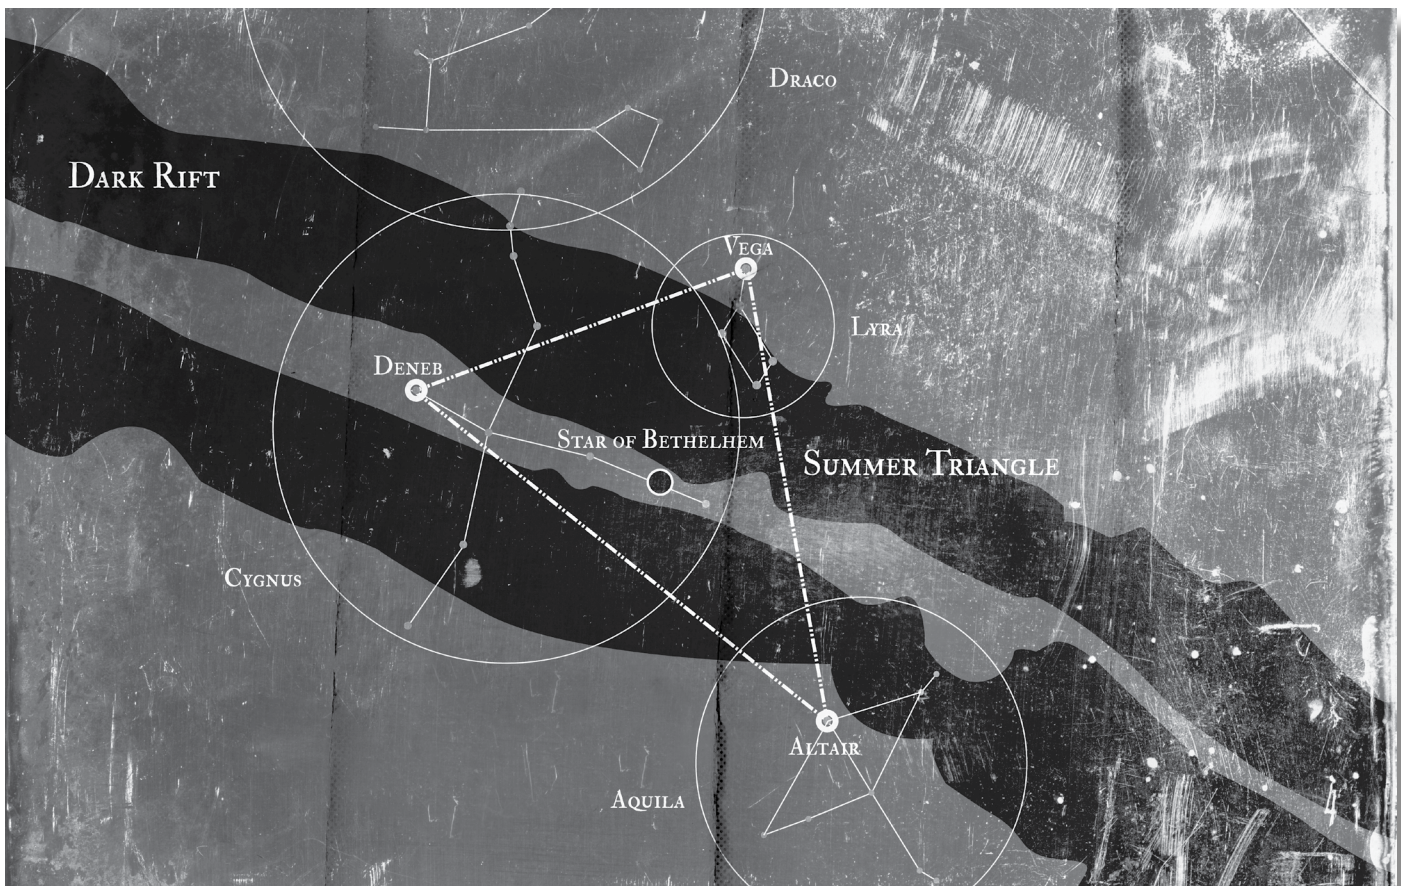 Draco
Dark Rift
Vega
Lyra
Deneb
Star of Bethelhem
Summer Triangle
Cygnus
Altair
Aquila